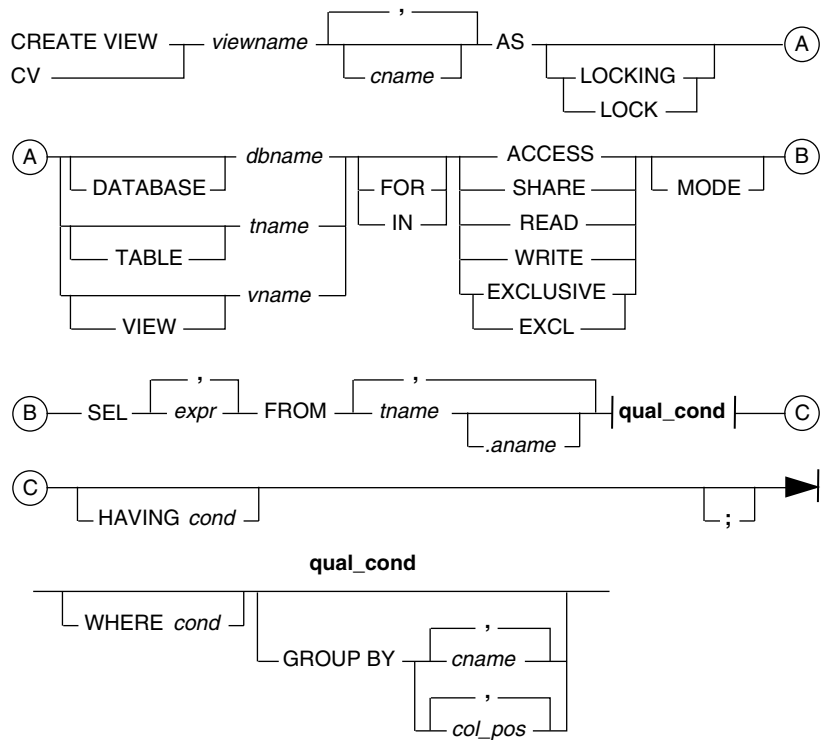 ,
CREATE VIEW viewname AS A
CV cname LOCKING
LOCK
A dbname ACCESS B
DATABASE FOR SHARE MODE
tname IN READ
TABLE WRITE
vname EXCLUSIVE
VIEW EXCL
, ,
B SEL expr FROM tname qual_cond C
.aname
C
HAVING cond ;
qual_cond
WHERE cond ,
GROUP BY cname
,
col_pos